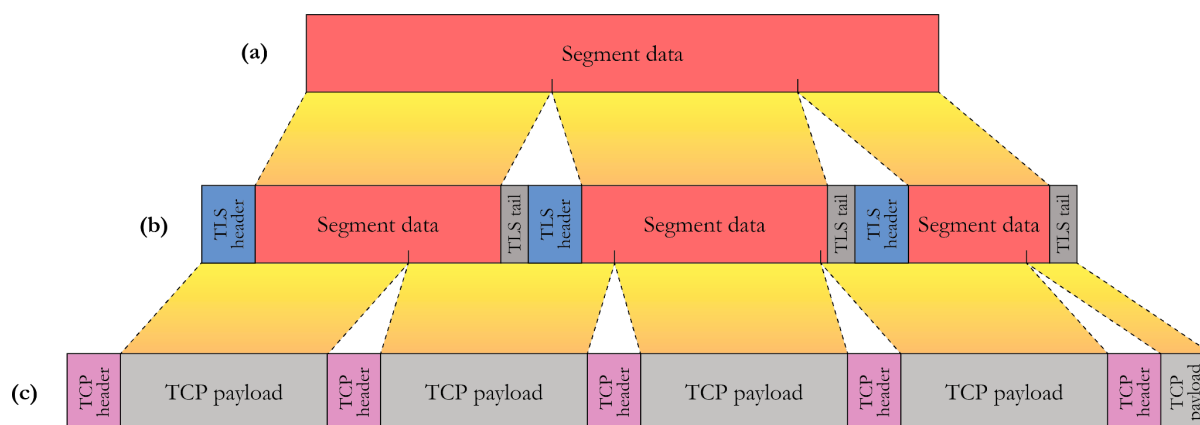 (a)
Segment data
(b)
TLS
header
Segment data
TLS tail
TLS
header
Segment data
TLS tail
TLS
header
Segment data
TLS tail
(c)
TCP
header
TCP payload
TCP
header
TCP payload
TCP
header
TCP payload
TCP
header
TCP payload
TCP
header
TCP
payload